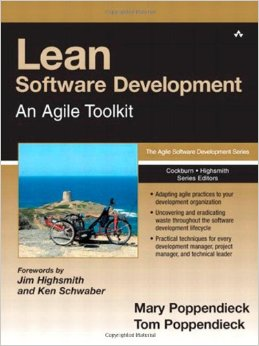 Lean
Software Development
An Agile Toolkit
The Agile Software Development Series
Cockburn • Highsmith
Series Editors
• Adapting agile practices to your
development organization
• Uncovering and eradicating
waste throughout the software
development lifecycle
• Practical techniques for every
development manager, project
manager, and technical leader
Forewords by
Jim Highsmith
and Ken Schwaber
Mary Poppendieck
Tom Poppendieck
Copyrighted Material